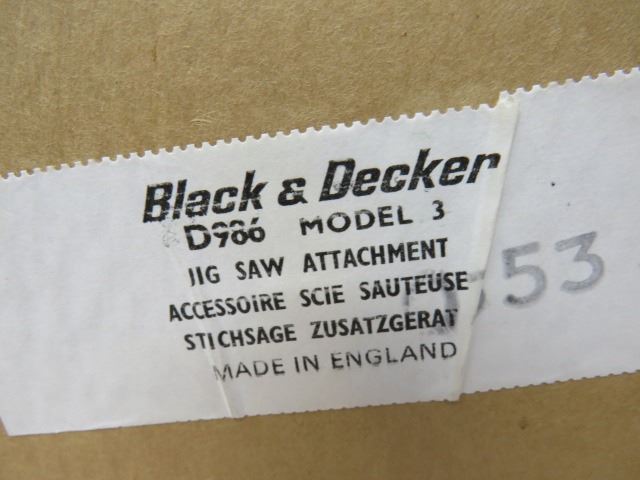 Black & Decker
D986 MODEL 3
JIG SAW ATTACHMENT
ACCESSOIRE SCIE SAUTEUSE
STICHSAGE ZUSATZGERAT
MADE IN ENGLAND